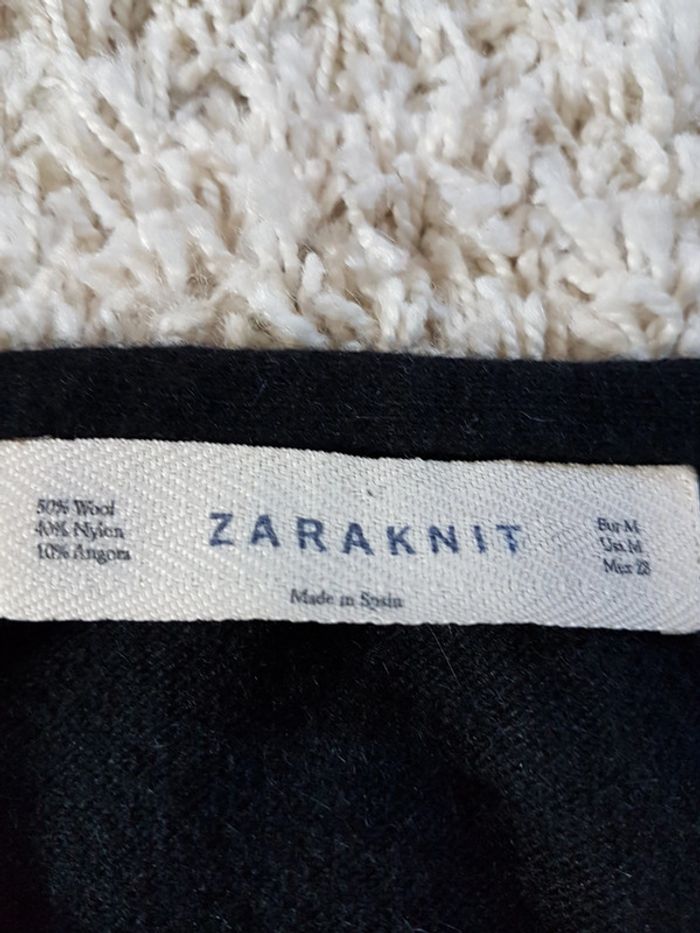 50% Wool
40% Nylon
10% Angora
ZARAKNIT
Made in Spain
Eur M
Usa M
Mex 28